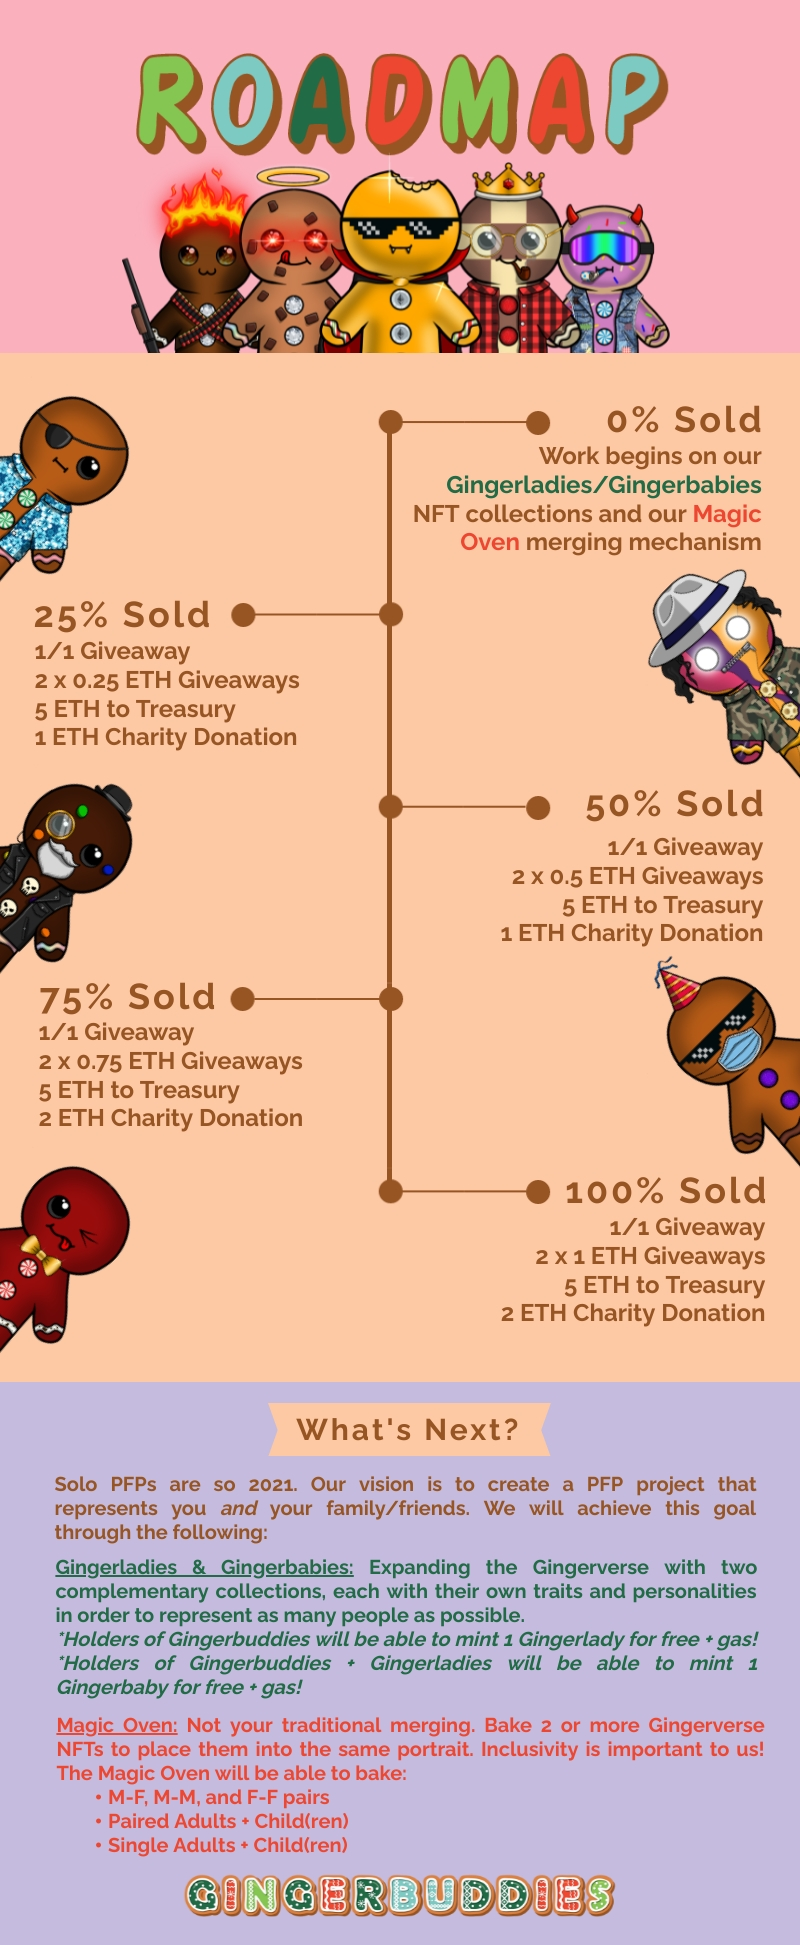 ROADMAP
0% Sold
Work begins on our
Gingerladies/Gingerbabies
NFT collections and our Magic
Oven merging mechanism
25% Sold
1/1 Giveaway
2 x 0.25 ETH Giveaways
5 ETH to Treasury
1 ETH Charity Donation
50% Sold
1/1 Giveaway
2 x 0.5 ETH Giveaways
5 ETH to Treasury
1 ETH Charity Donation
75% Sold
1/1 Giveaway
2 x 0.75 ETH Giveaways
5 ETH to Treasury
2 ETH Charity Donation
100% Sold
1/1 Giveaway
2 x 1 ETH Giveaways
5 ETH to Treasury
2 ETH Charity Donation
What's Next?
Solo PFPs are so 2021. Our vision is to create a PFP project that
represents you and your family/friends. We will achieve this goal
through the following:
Gingerladies & Gingerbabies: Expanding the Gingerverse with two
complementary collections, each with their own traits and personalities
in order to represent as many people as possible.
*Holders of Gingerbuddies will be able to mint 1 Gingerlady for free + gas!
*Holders of Gingerbuddies + Gingerladies will be able to mint 1
Gingerbaby for free + gas!
Magic Oven: Not your traditional merging. Bake 2 or more Gingerverse
NFTs to place them into the same portrait. Inclusivity is important to us!
The Magic Oven will be able to bake:
• M-F, M-M, and F-F pairs
• Paired Adults + Child(ren)
• Single Adults + Child(ren)
GINGERBUDDIES